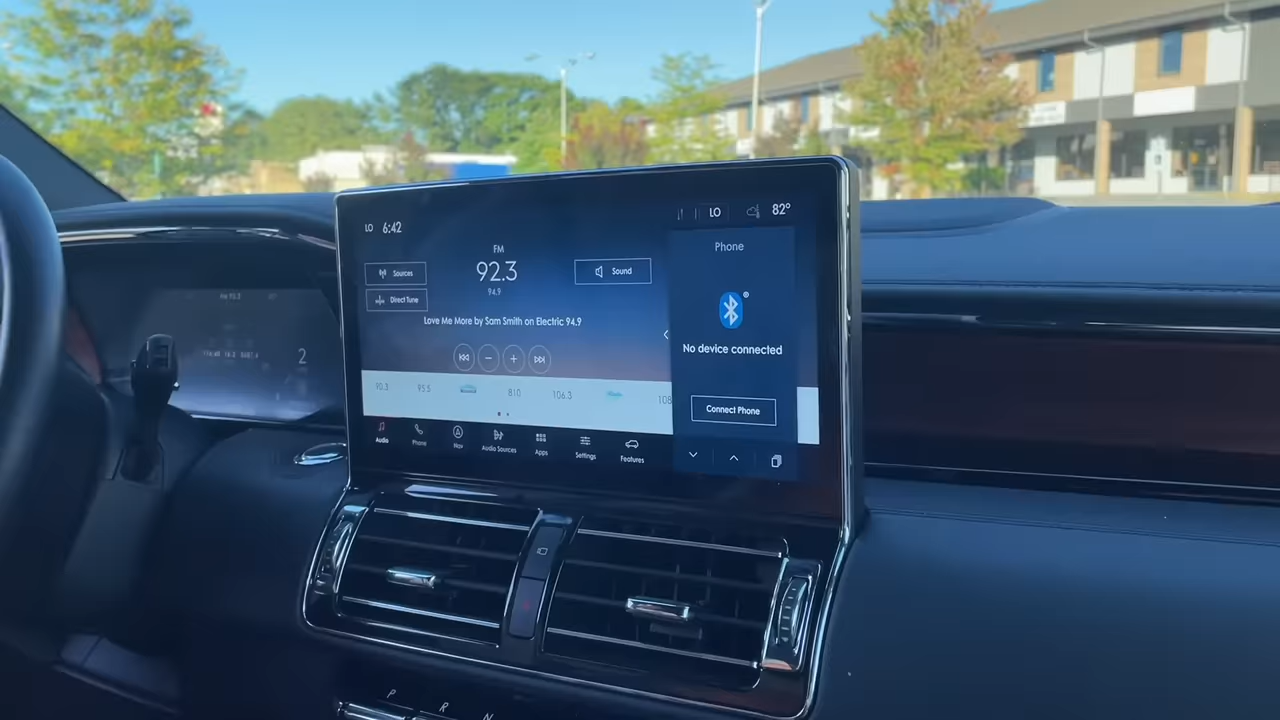 LO 6:42
LO 82°
FM
92.3
94.9
Sources
Direct Tune
Sound
Love Me More by Sam Smith on Electric 94.9
90.3 95.5 810 106.3 108
Audio Phone Nav Audio Sources Apps Settings Features
Phone
No device connected
Connect Phone
2
P R N